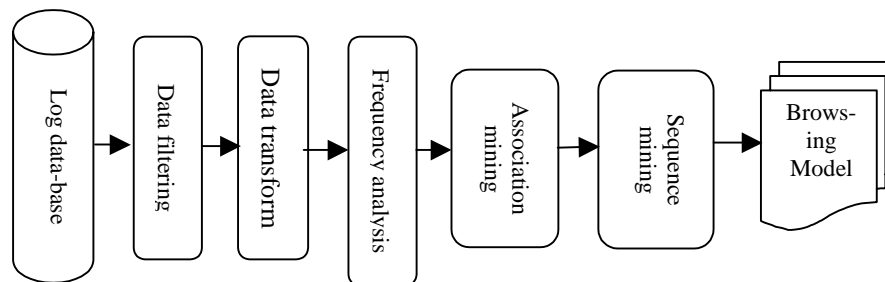 Log data-base
Data filtering
Data transform
Frequency analysis
Association
mining
Sequence
mining
Brows-
ing
Model